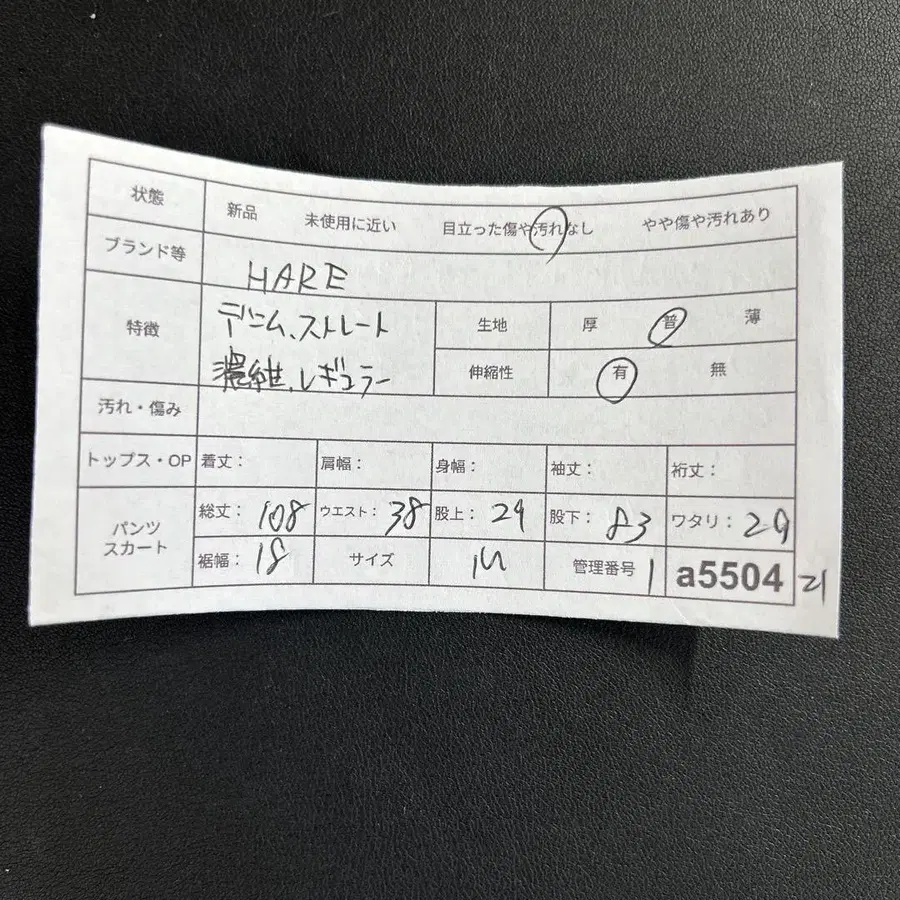 状態 新品 未使用に近い 目立った傷や汚れなし やや傷や汚れあり
ブランド等 HARE
特徴 デニム、ストレート 生地 厚 普 薄
濃紺、レギュラー 伸縮性 有 無
汚れ・傷み
トップス・OP 着丈: 肩幅: 身幅: 袖丈: 裄丈:
パンツ スカート 総丈: 108 ウエスト: 38 股上: 29 股下: 83 ワタリ: 29
裾幅: 18 サイズ M 管理番号 1 a5504 21